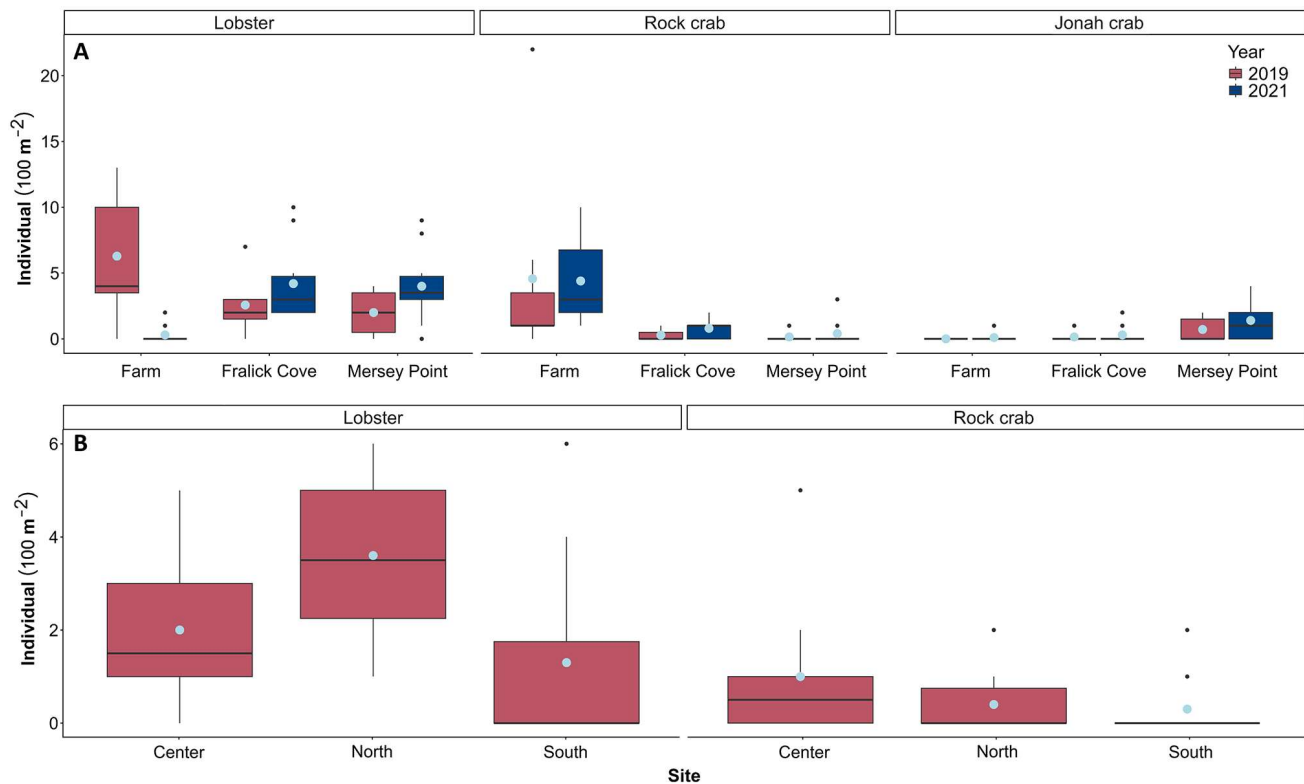 Lobster Rock crab Jonah crab
A
Year
2019
2021
20
15
10
5
0
Individual (100 m⁻²)
Farm Fralick Cove Mersey Point Farm Fralick Cove Mersey Point Farm Fralick Cove Mersey Point
Lobster Rock crab
B
6
4
2
0
Individual (100 m⁻²)
Center North South Center North South
Site